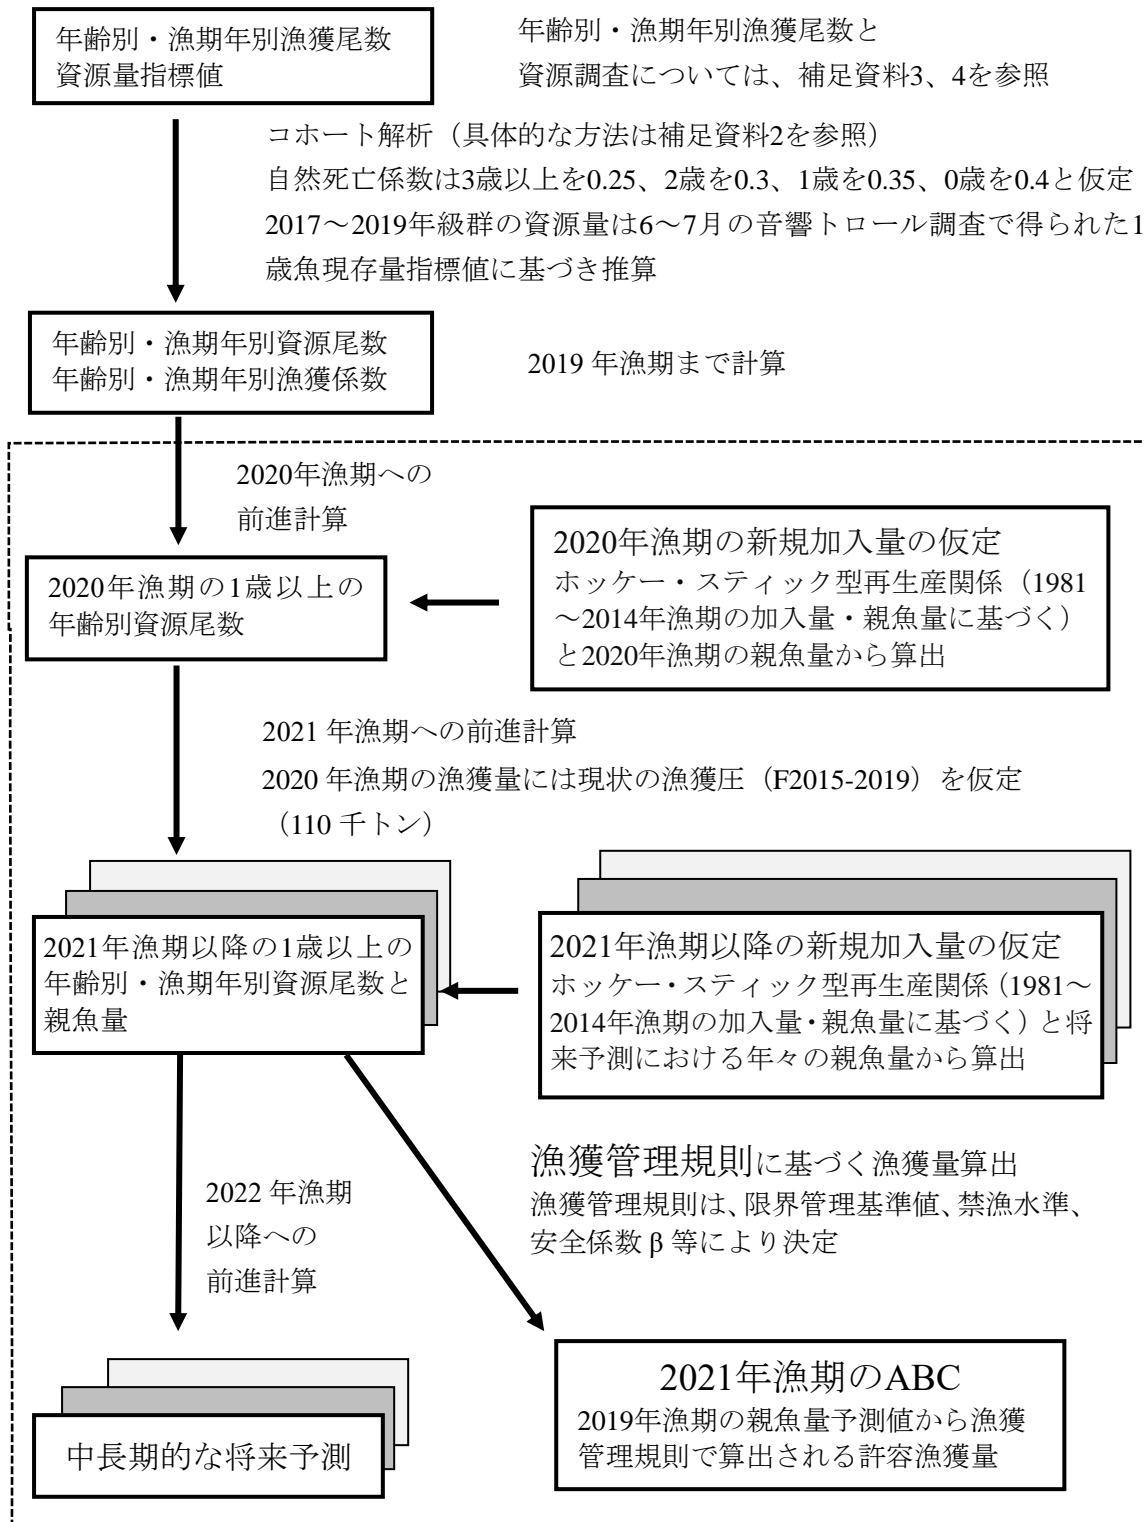 年齢別・漁期年別漁獲尾数
資源量指標値
年齢別・漁期年別漁獲尾数と
資源調査については、補足資料3、4を参照
コホート解析（具体的な方法は補足資料2を参照）
自然死亡係数は3歳以上を0.25、2歳を0.3、1歳を0.35、0歳を0.4と仮定
2017～2019年級群の資源量は6～7月の音響トロール調査で得られた1
歳魚現存量指標値に基づき推算
年齢別・漁期年別資源尾数
年齢別・漁期年別漁獲係数
2019 年漁期まで計算
2020年漁期への
前進計算
2020年漁期の1歳以上の
年齢別資源尾数
2020年漁期の新規加入量の仮定
ホッケー・スティック型再生産関係（1981
～2014年漁期の加入量・親魚量に基づく）
と2020年漁期の親魚量から算出
2021 年漁期への前進計算
2020 年漁期の漁獲量には現状の漁獲圧（F2015-2019）を仮定
（110 千トン）
2021年漁期以降の1歳以上の
年齢別・漁期年別資源尾数と
親魚量
2021年漁期以降の新規加入量の仮定
ホッケー・スティック型再生産関係（1981～
2014年漁期の加入量・親魚量に基づく）と将
来予測における年々の親魚量から算出
漁獲管理規則に基づく漁獲量算出
漁獲管理規則は、限界管理基準値、禁漁水準、
安全係数 β 等により決定
2022 年漁期
以降への
前進計算
中長期的な将来予測
2021年漁期のABC
2019年漁期の親魚量予測値から漁獲
管理規則で算出される許容漁獲量